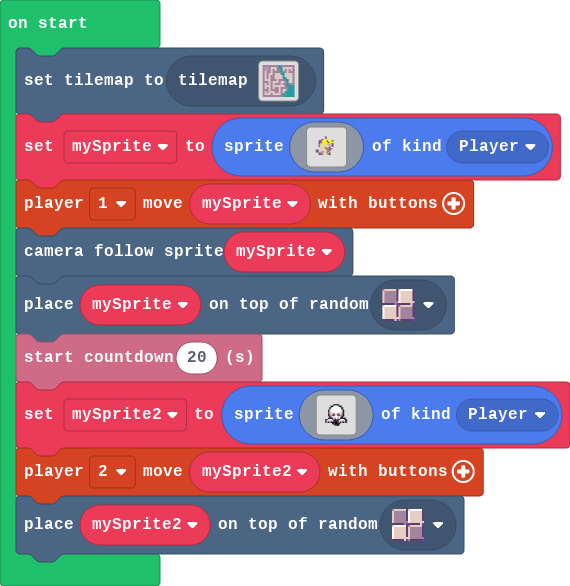 on start
set tilemap to tilemap
set mySprite to sprite of kind Player
player 1 move mySprite with buttons
camera follow sprite mySprite
place mySprite on top of random
start countdown 20 (s)
set mySprite2 to sprite of kind Player
player 2 move mySprite2 with buttons
place mySprite2 on top of random